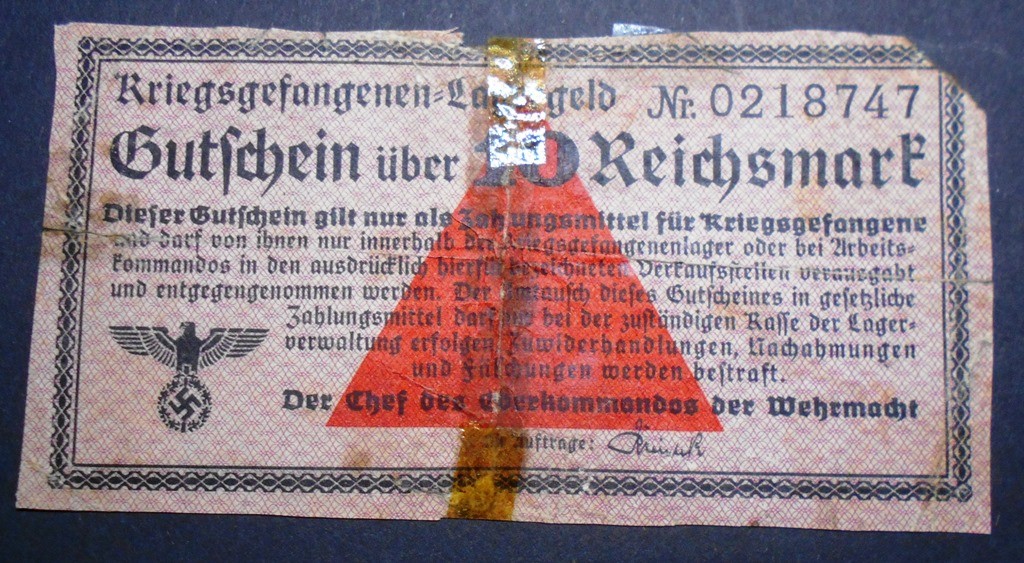 Kriegsgefangenen-Lagergeld Nr. 0218747
Gutschein über 10 Reichsmark
Dieser Gutschein gilt nur als Zahlungsmittel für Kriegsgefangene
und darf von ihnen nur innerhalb der Kriegsgefangenenlager oder bei Arbeits-
kommandos in den ausdrücklich hierfür bezeichneten Verkaufsstellen verausgabt
und entgegengenommen werden. Der Umtausch dieses Gutscheines in gesetzliche
Zahlungsmittel darf nur bei der zuständigen Kasse der Lager-
verwaltung erfolgen. Zuwiderhandlungen, Nachahmungen
und Fälschungen werden bestraft.
Der Chef des Oberkommandos der Wehrmacht
Im Auftrage: